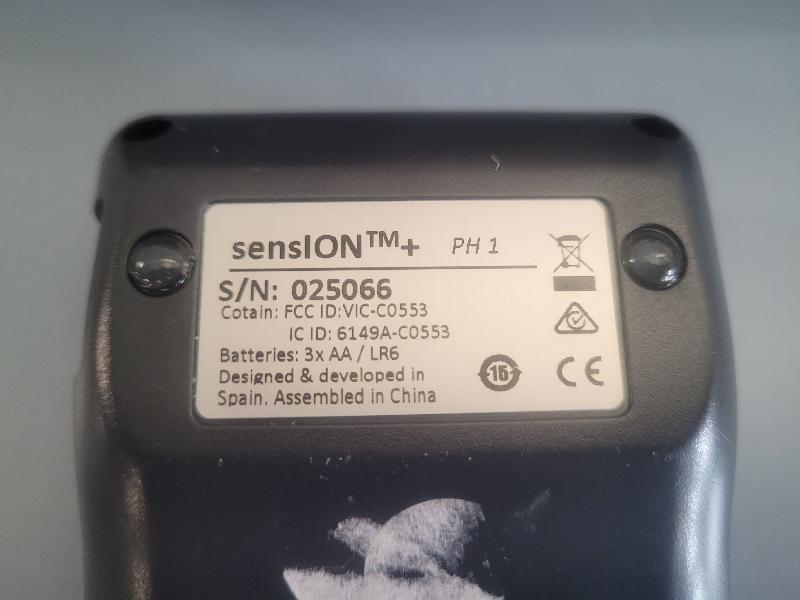 sensION™+ PH 1
S/N: 025066
Cotain: FCC ID:VIC-C0553
IC ID: 6149A-C0553
Batteries: 3x AA / LR6
Designed & developed in
Spain. Assembled in China
15
CE